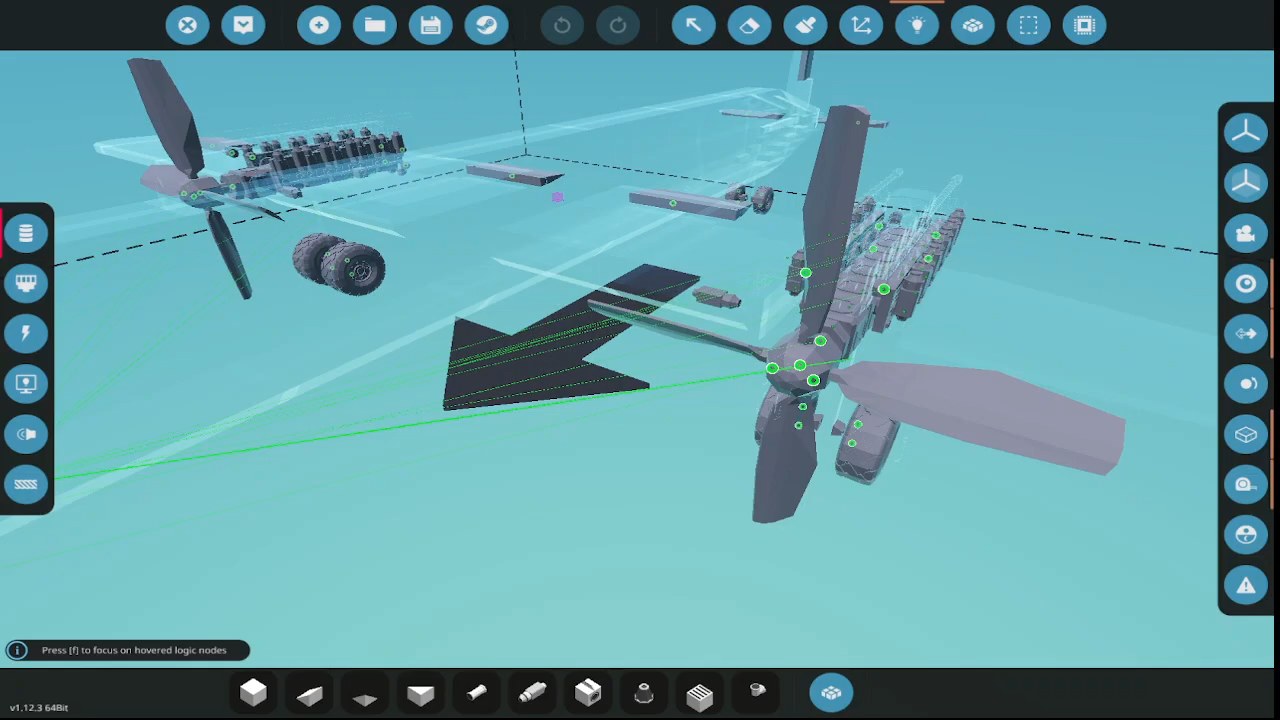 Press [f] to focus on hovered logic nodes
v1.12.3 64Bit